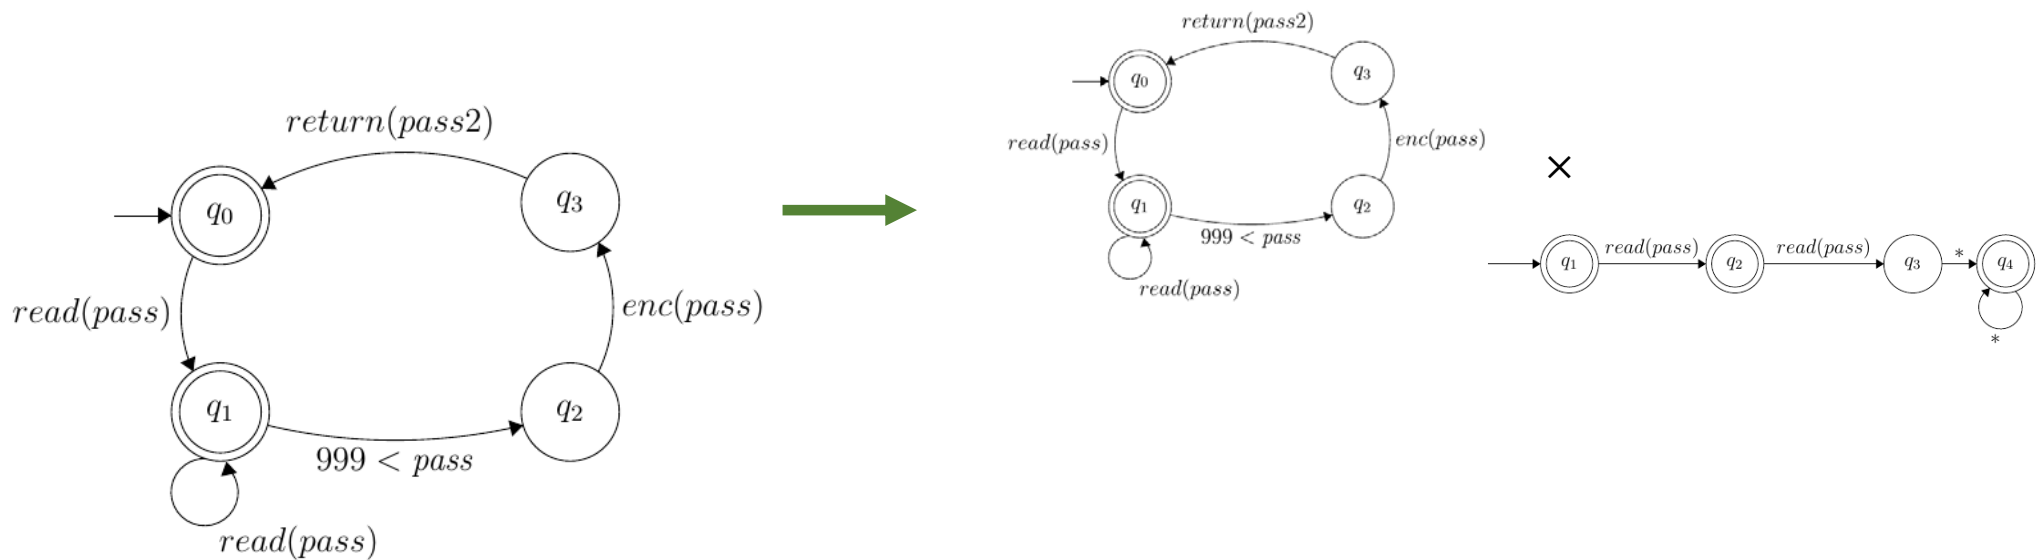 return(pass2)
q0
q3
read(pass)
enc(pass)
q1
q2
999 < pass
read(pass)
return(pass2)
q0
q3
read(pass)
enc(pass)
q1
q2
999 < pass
read(pass)
×
q1
read(pass)
q2
read(pass)
q3
*
q4
*